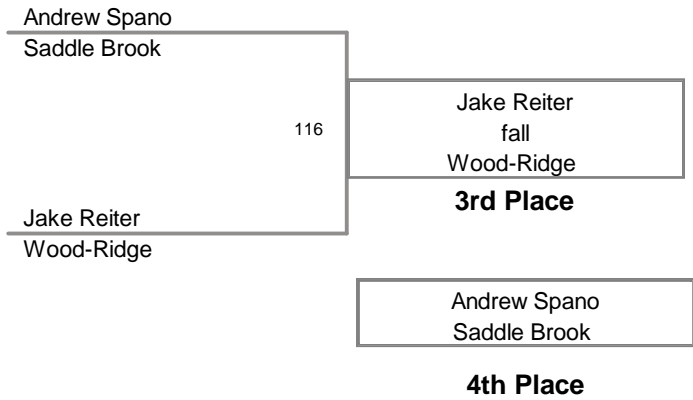 Andrew Spano
Saddle Brook
116
Jake Reiter
fall
Wood-Ridge
3rd Place
Jake Reiter
Wood-Ridge
Andrew Spano
Saddle Brook
4th Place